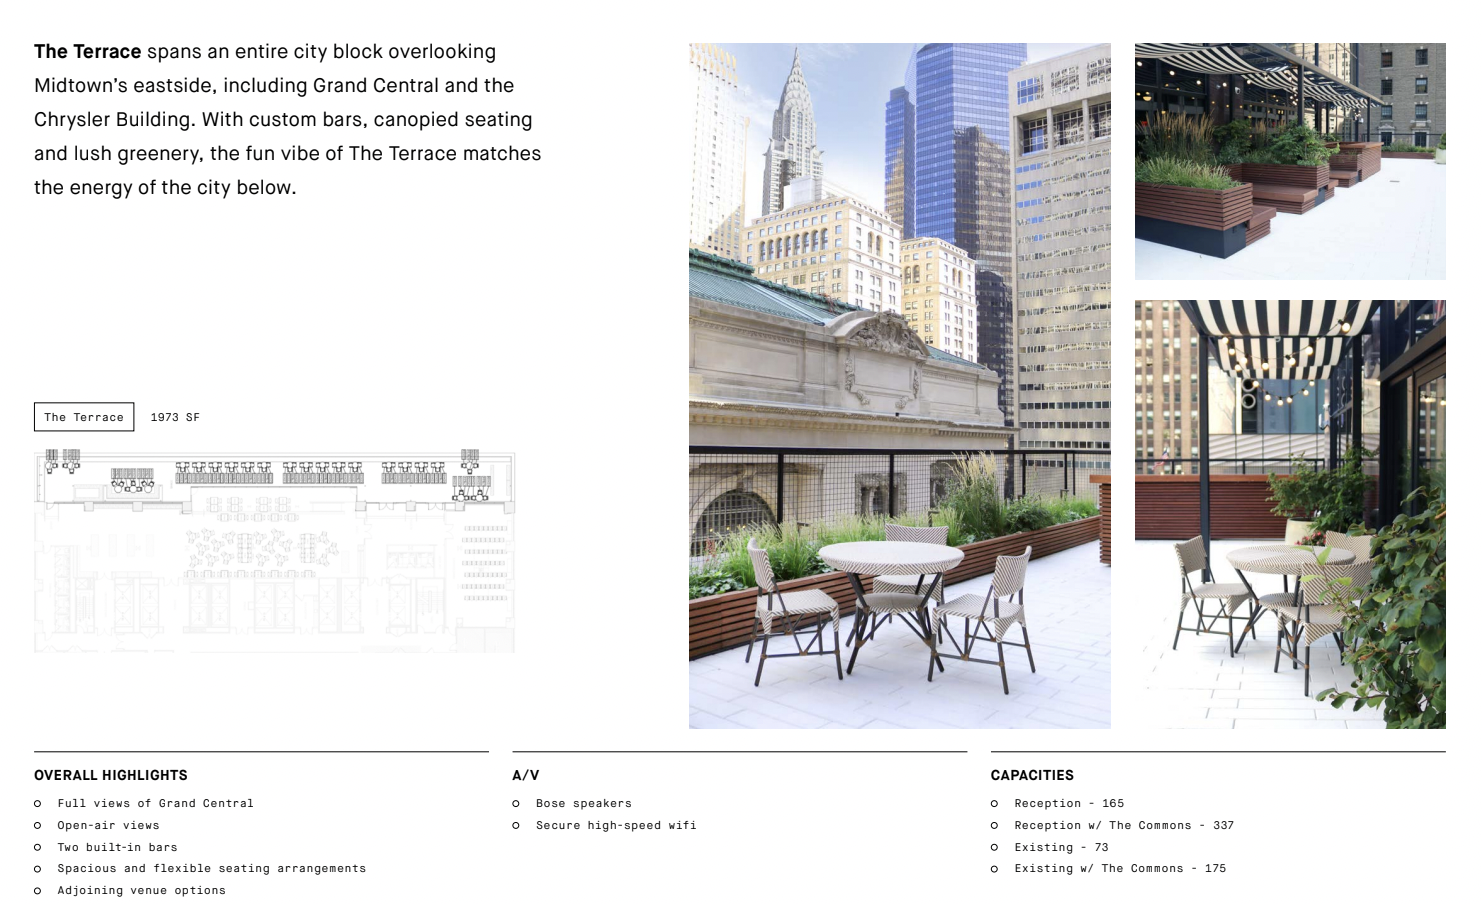 The Terrace spans an entire city block overlooking
Midtown’s eastside, including Grand Central and the
Chrysler Building. With custom bars, canopied seating
and lush greenery, the fun vibe of The Terrace matches
the energy of the city below.
The Terrace 1973 SF
OVERALL HIGHLIGHTS
Full views of Grand Central
Open-air views
Two built-in bars
Spacious and flexible seating arrangements
Adjoining venue options
A/V
Bose speakers
Secure high-speed wifi
CAPACITIES
Reception - 165
Reception w/ The Commons - 337
Existing - 73
Existing w/ The Commons - 175